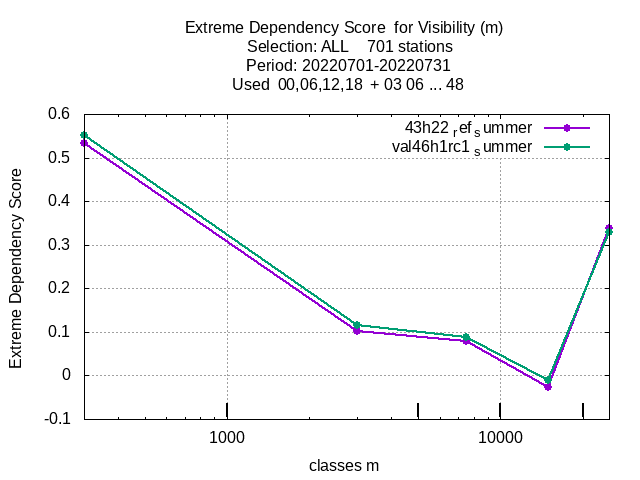 Extreme Dependency Score  for Visibility (m)
Selection: ALL    701 stations
Period: 20220701-20220731
Used  00,06,12,18  + 03 06 ... 48
43h22 ref summer
val46h1rc1 summer
0.6
0.5
0.4
0.3
0.2
0.1
0
-0.1
Extreme Dependency Score
1000
10000
classes m